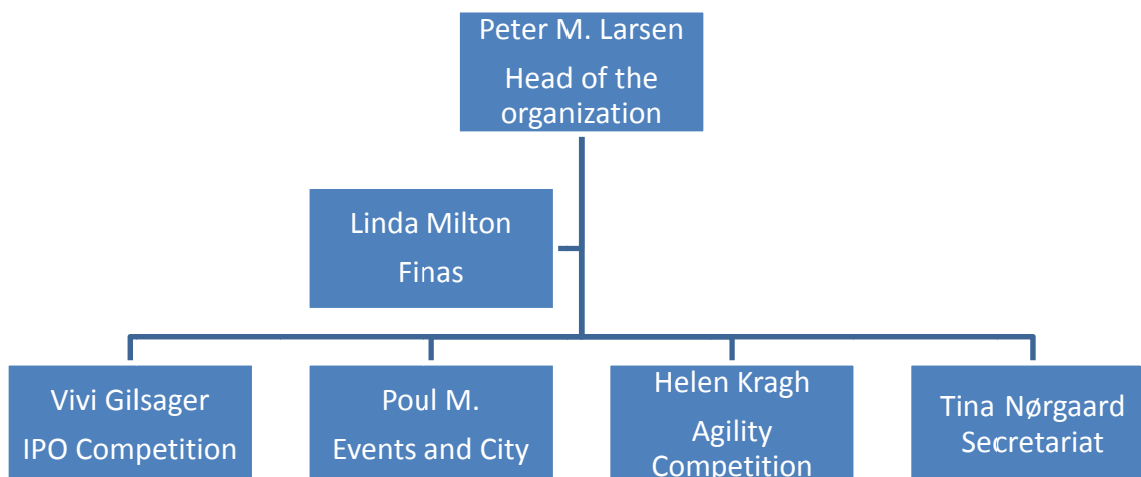 Peter M. Larsen
Head of the
organization
Linda Milton
Finas
Vivi Gilsager
IPO Competition
Poul M.
Events and City
Helen Kragh
Agility
Competition
Tina Nørgaard
Secretariat